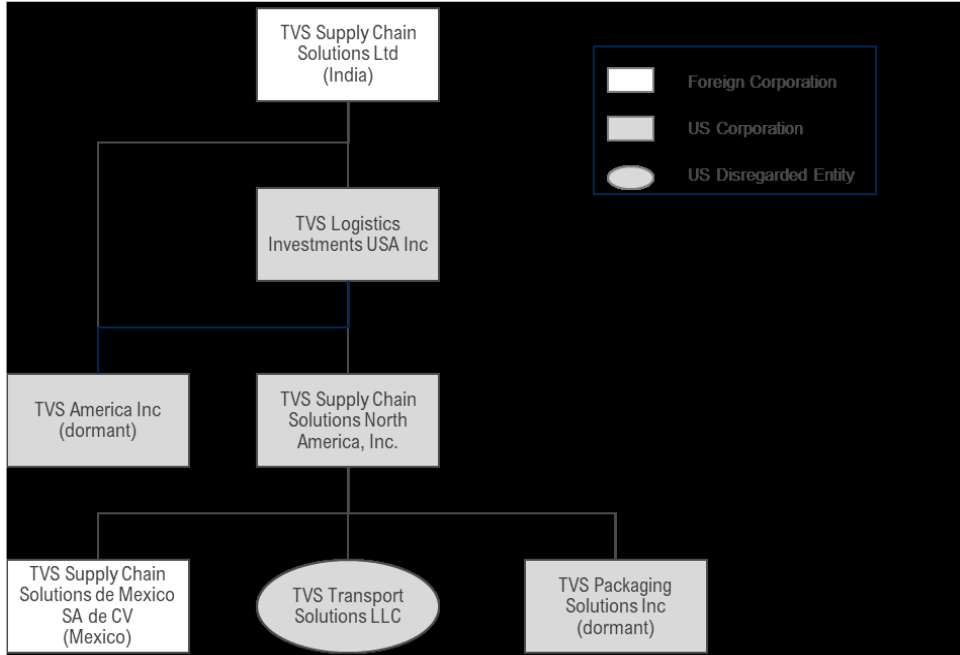 TVS Supply Chain
Solutions Ltd
(India)
Foreign Corporation
US Corporation
US Disregarded Entity
TVS Logistics
Investments USA Inc
TVS America Inc
(dormant)
TVS Supply Chain
Solutions North
America, Inc.
TVS Supply Chain
Solutions de Mexico
SA de CV
(Mexico)
TVS Transport
Solutions LLC
TVS Packaging
Solutions Inc
(dormant)